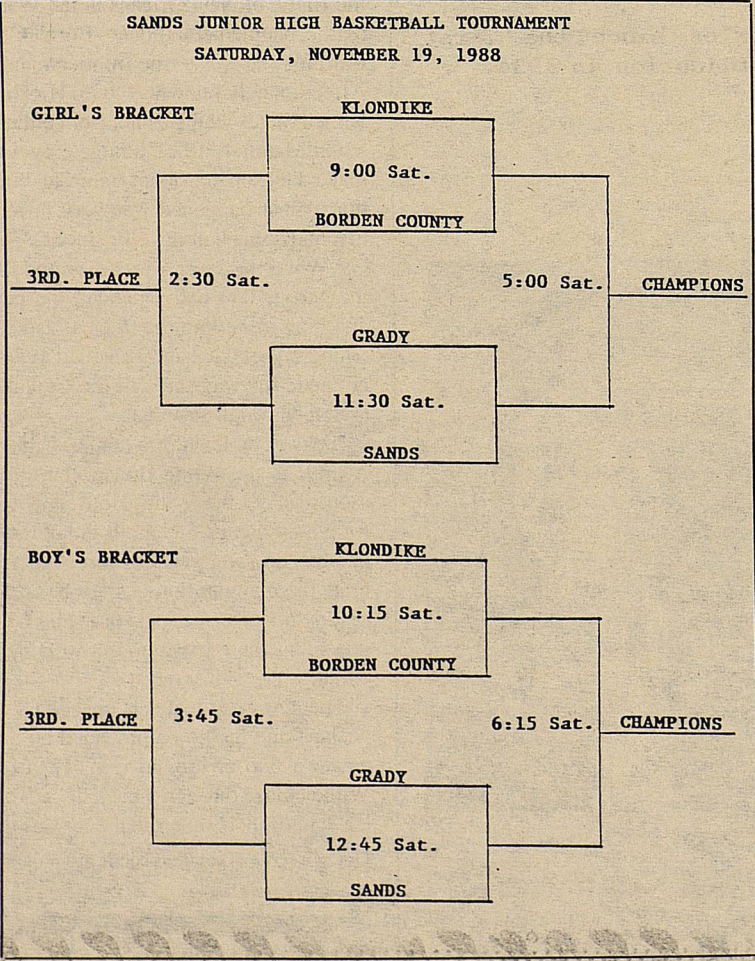 SANDS JUNIOR HIGH BASKETBALL TOURNAMENT
SATURDAY, NOVEMBER 19, 1988
GIRL'S BRACKET
KLONDIKE
9:00 Sat.
BORDEN COUNTY
3RD. PLACE
2:30 Sat.
5:00 Sat.
CHAMPIONS
GRADY
11:30 Sat.
SANDS
BOY'S BRACKET
KLONDIKE
10:15 Sat.
BORDEN COUNTY
3RD. PLACE
3:45 Sat.
6:15 Sat.
CHAMPIONS
GRADY
12:45 Sat.
SANDS